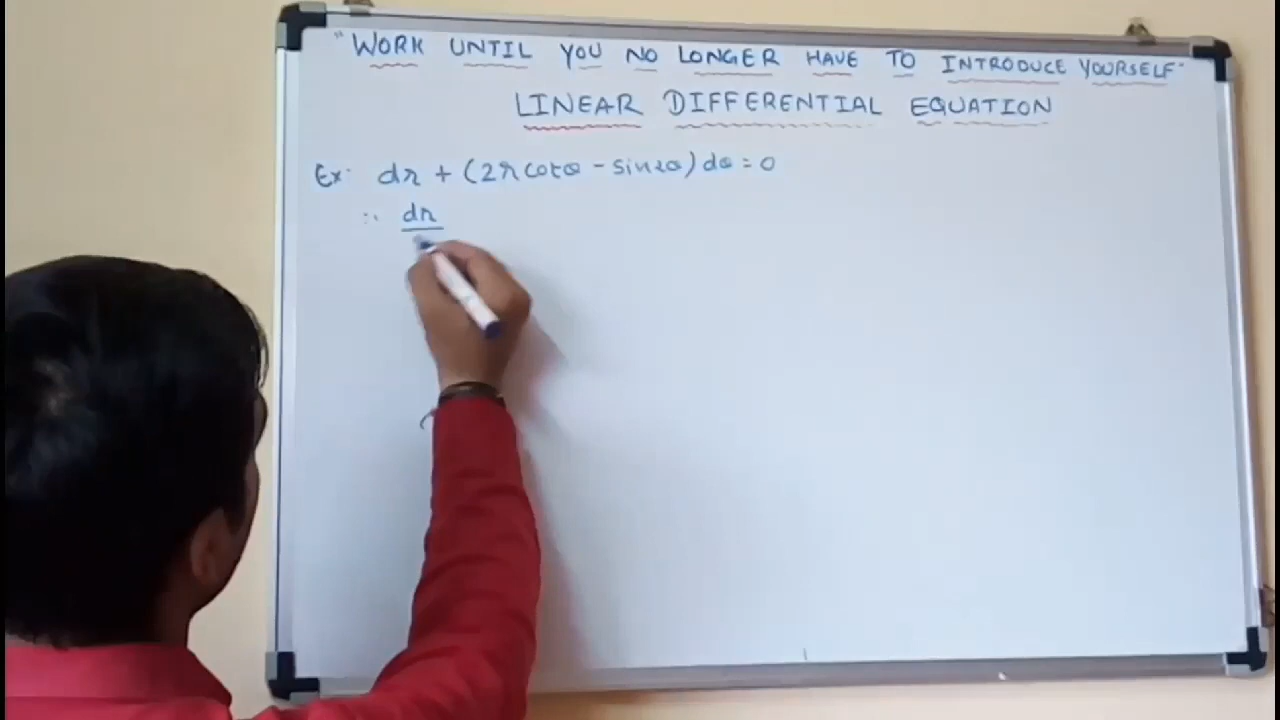 "WORK UNTIL YOU NO LONGER HAVE TO INTRODUCE YOURSELF"
LINEAR DIFFERENTIAL EQUATION
Ex: dr + (2r cotθ - sin2θ) dθ = 0
∴ dr